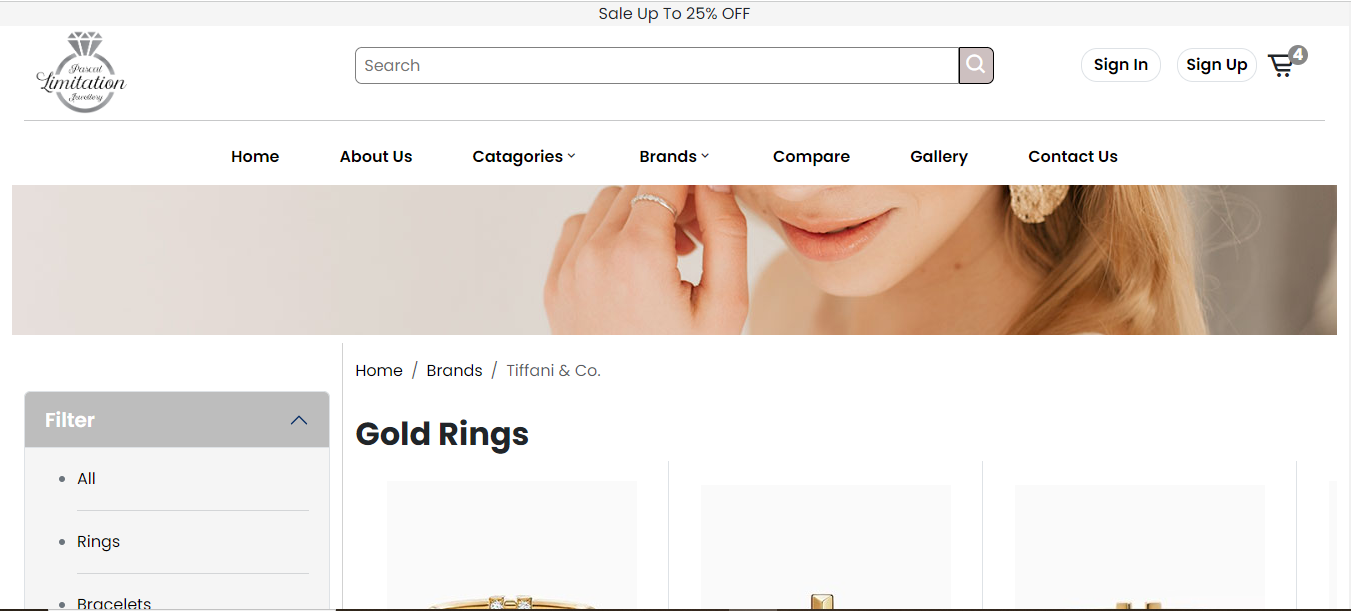 Sale Up To 25% OFF
Pascal
Limitation
Jewellery
Search
Sign In
Sign Up
4
Home
About Us
Catagories
Brands
Compare
Gallery
Contact Us
Home / Brands / Tiffani & Co.
Filter
Gold Rings
All
Rings
Bracelets